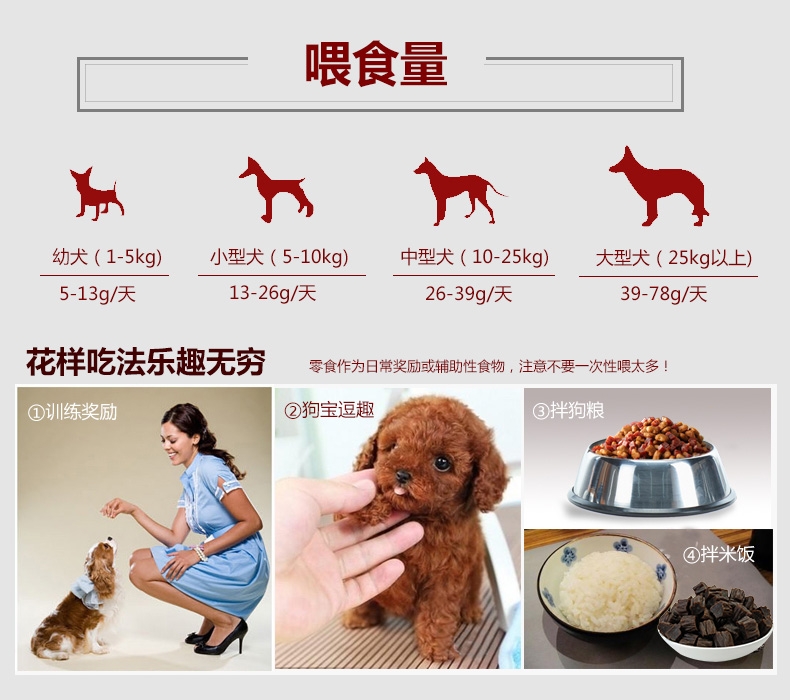 喂食量
幼犬（1-5kg)
小型犬（5-10kg)
中型犬（10-25kg)
大型犬（25kg以上)
5-13g/天
13-26g/天
26-39g/天
39-78g/天
花样吃法乐趣无穷
零食作为日常奖励或辅助性食物，注意不要一次性喂太多！
①训练奖励
②狗宝逗趣
③拌狗粮
④拌米饭